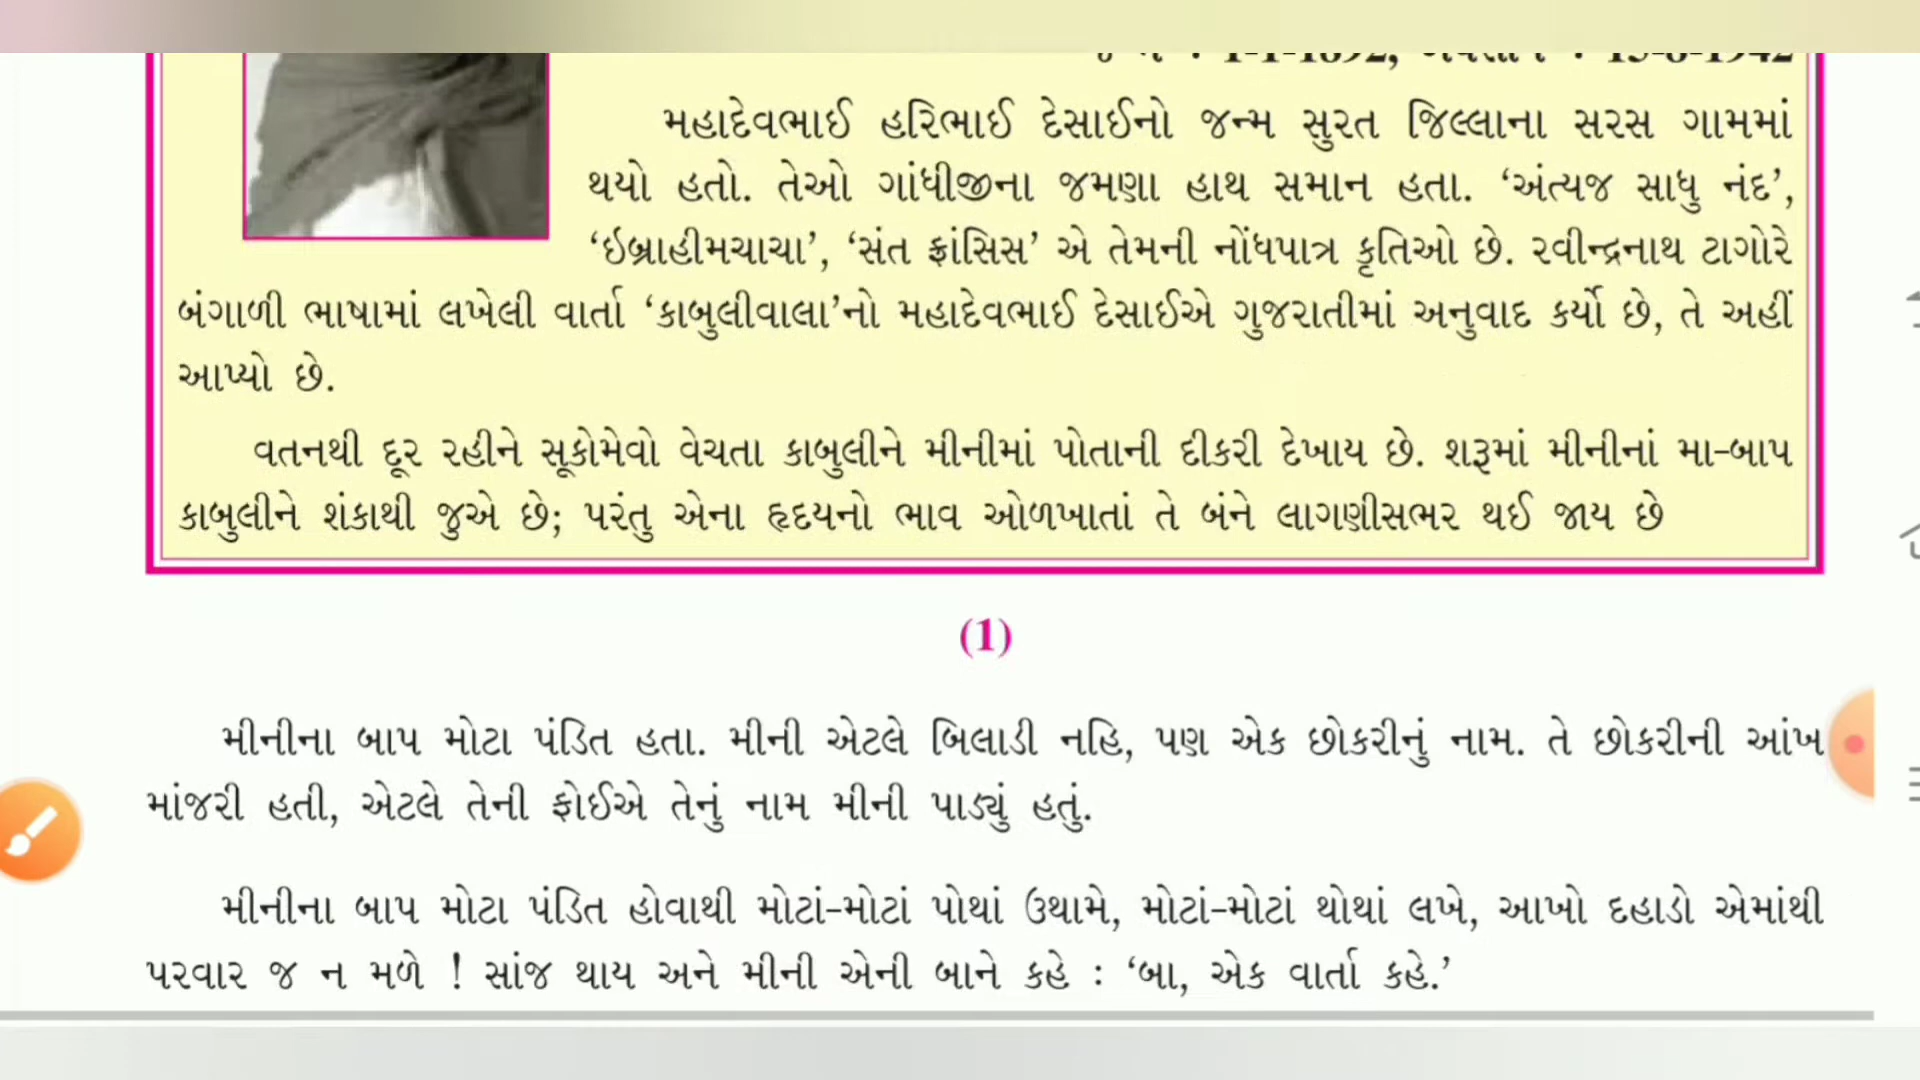 મહાદેવભાઈ હરિભાઈ દેસાઈનો જન્મ સુરત જિલ્લાના સરસ ગામમાં
થયો હતો. તેઓ ગાંધીજીના જમણા હાથ સમાન હતા. ‘અંત્યજ સાધુ નંદ’,
‘ઇબ્રાહીમચાચા’, ‘સંત ફ્રાંસિસ’ એ તેમની નોંધપાત્ર કૃતિઓ છે. રવીન્દ્રનાથ ટાગોરે
બંગાળી ભાષામાં લખેલી વાર્તા ‘કાબુલીવાલા’નો મહાદેવભાઈ દેસાઈએ ગુજરાતીમાં અનુવાદ કર્યો છે, તે અહીં
આપ્યો છે.
વતનથી દૂર રહીને સૂકોમેવો વેચતા કાબુલીને મીનીમાં પોતાની દીકરી દેખાય છે. શરૂમાં મીનીનાં મા-બાપ
કાબુલીને શંકાથી જુએ છે; પરંતુ એના હૃદયનો ભાવ ઓળખાતાં તે બંને લાગણીસભર થઈ જાય છે
(1)
મીનીના બાપ મોટા પંડિત હતા. મીની એટલે બિલાડી નહિ, પણ એક છોકરીનું નામ. તે છોકરીની આંખ
માંજરી હતી, એટલે તેની ફોઈએ તેનું નામ મીની પાડ્યું હતું.
મીનીના બાપ મોટા પંડિત હોવાથી મોટાં-મોટાં પોથાં ઉથામે, મોટાં-મોટાં થોથાં લખે, આખો દહાડો એમાંથી
પરવાર જ ન મળે ! સાંજ થાય અને મીની એની બાને કહે : ‘બા, એક વાર્તા કહે.’